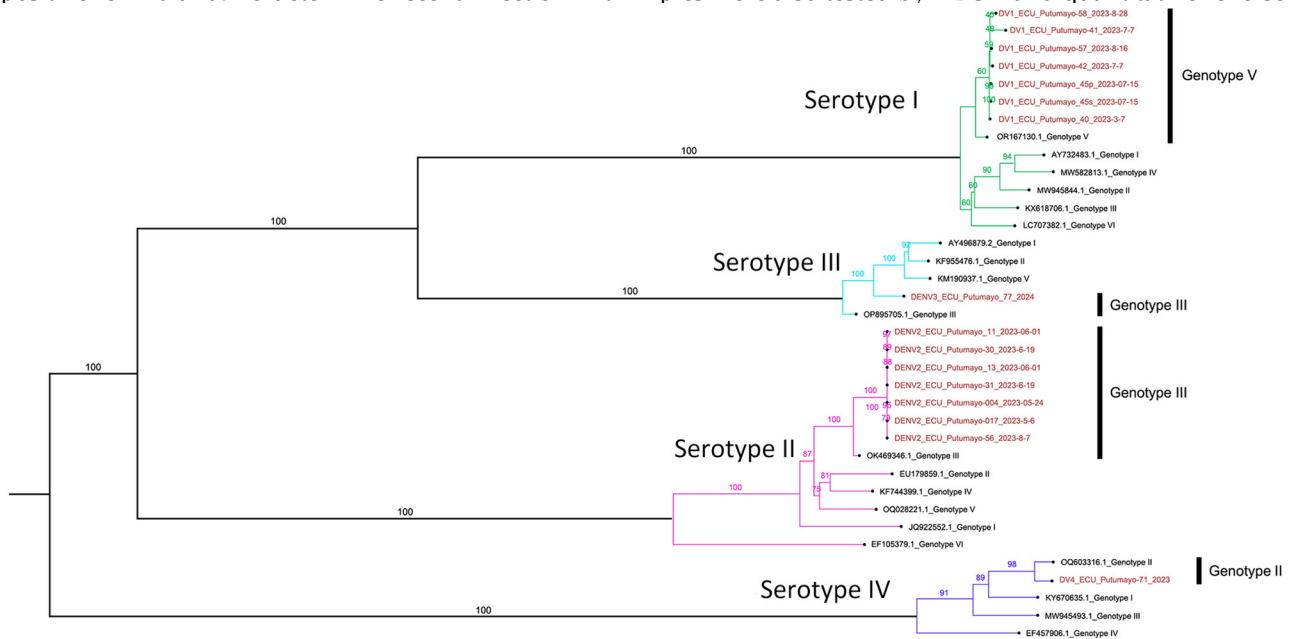 DV1_ECU_Putumayo-58_2023-8-28
DV1_ECU_Putumayo-41_2023-7-7
DV1_ECU_Putumayo-57_2023-8-16
60
DV1_ECU_Putumayo-42_2023-7-7
Genotype V
DV1_ECU_Putumayo_45p_2023-07-15
Serotype I
100
DV1_ECU_Putumayo_45s_2023-07-15
DV1_ECU_Putumayo_40_2023-3-7
OR167130.1_Genotype V
100
94
AY732483.1_Genotype I
90
MW582813.1_Genotype IV
60
MW945844.1_Genotype II
60
KX618706.1_Genotype III
100
LC707382.1_Genotype VI
92
AY496879.2_Genotype I
Serotype III
100
KF955476.1_Genotype II
100
KM190937.1_Genotype V
100
DENV3_ECU_Putumayo_77_2024
Genotype III
OP895705.1_Genotype III
DENV2_ECU_Putumayo_11_2023-06-01
DENV2_ECU_Putumayo-30_2023-6-19
88
100
DENV2_ECU_Putumayo_13_2023-06-01
DENV2_ECU_Putumayo-31_2023-6-19
Genotype III
100
DENV2_ECU_Putumayo-004_2023-05-24
100
DENV2_ECU_Putumayo-017_2023-5-6
100
DENV2_ECU_Putumayo-56_2023-8-7
Serotype II
87
OK469346.1_Genotype III
81
EU179859.1_Genotype II
100
75
KF744399.1_Genotype IV
100
OQ028221.1_Genotype V
JQ922552.1_Genotype I
EF105379.1_Genotype VI
98
OQ603316.1_Genotype II
Genotype II
89
DV4_ECU_Putumayo-71_2023
Serotype IV
91
KY670635.1_Genotype I
100
MW945493.1_Genotype III
EF457906.1_Genotype IV